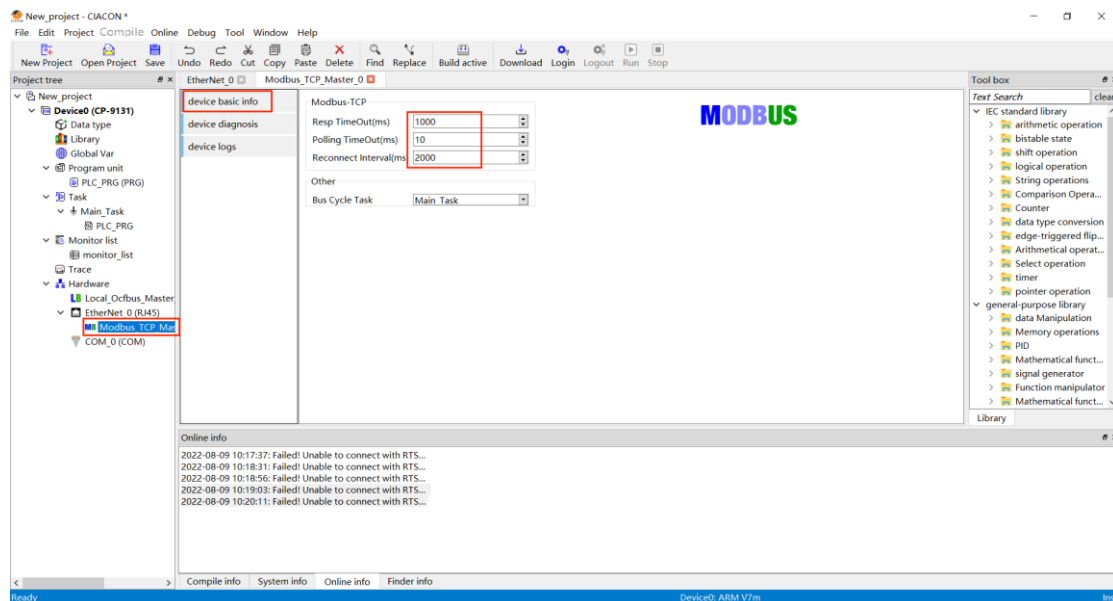 New_project - CIACON *
File Edit Project Compile Online Debug Tool Window Help
New Project Open Project Save Undo Redo Cut Copy Paste Delete Find Replace Build active Download Login Logout Run Stop
Project tree
New_project
Device0 (CP-9131)
Data type
Library
Global Var
Program unit
PLC_PRG (PRG)
Task
Main_Task
PLC_PRG
Monitor list
monitor_list
Trace
Hardware
Local_Ocfbus_Master
EtherNet_0 (RJ45)
Modbus_TCP_Mas
COM_0 (COM)
EtherNet_0 Modbus_TCP_Master_0
device basic info
device diagnosis
device logs
Modbus-TCP
Resp TimeOut(ms) 1000
Polling TimeOut(ms) 10
Reconnect Interval(ms 2000
Other
Bus Cycle Task Main_Task
MODBUS
Tool box
Text Search clear
IEC standard library
arithmetic operation
bistable state
shift operation
logical operation
String operations
Comparison Opera...
Counter
data type conversion
edge-triggered flip...
Arithmetical operat...
Select operation
timer
pointer operation
general-purpose library
data Manipulation
Memory operations
PID
Mathematical funct...
signal generator
Function manipulator
Mathematical funct...
Library
Online info
2022-08-09 10:17:37: Failed! Unable to connect with RTS...
2022-08-09 10:18:31: Failed! Unable to connect with RTS...
2022-08-09 10:18:56: Failed! Unable to connect with RTS...
2022-08-09 10:19:03: Failed! Unable to connect with RTS...
2022-08-09 10:20:11: Failed! Unable to connect with RTS...
Compile info System info Online info Finder info
Ready Device0: ARM V7m Ins